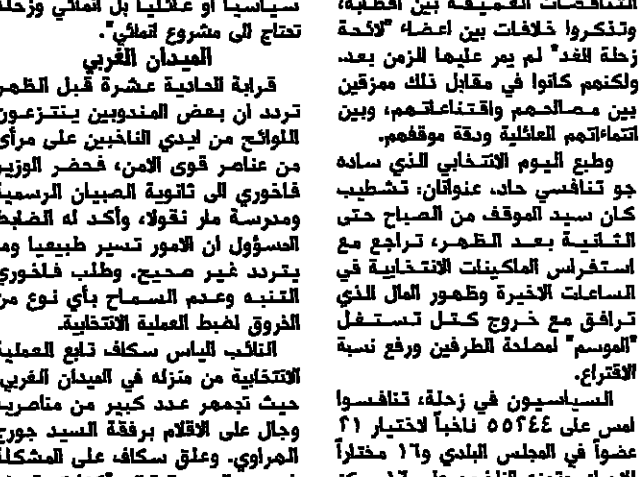 التناقضات العميقة بين اقطابه،
وتذكروا خلافات بين اعضاء "لائحة
زحلة الغد" لم يمر عليها الزمن بعد.
ولكنهم كانوا في مقابل ذلك ممزقين
بين مصالحهم واقتناعاتهم، وبين
انتماءاتهم العائلية ودقة موقفهم.
وطبع اليوم الانتخابي الذي ساده
جو تنافسي حاد، عنوانان: تشطيب
كان سيد الموقف من الصباح حتى
الثانية بعد الظهر، تراجع مع
استفراس الماكينات الانتخابية في
الساعات الاخيرة وظهور المال الذي
ترافق مع خروج كتل تستغل
"الموسم" لمصلحة الطرفين ورفع نسبة
الاقتراع.
السياسيون في زحلة، تنافسوا
امس على ٥٥٢٤٤ ناخباً لاختيار ٢١
عضواً في المجلس البلدي و١٦ مختاراً
سياسيا او عائليا بل انمائي وزحلة
تحتاج الى مشروع انمائي".
الميدان الغربي
قرابة الحادية عشرة قبل الظهر
تردد ان بعض المندوبين ينتزعون
اللوائح من ايدي الناخبين على مرأى
من عناصر قوى الامن، فحضر الوزير
فاخوري الى ثانوية الصبيان الرسمية
ومدرسة مار نقولا، وأكد له الضابط
المسؤول ان الامور تسير طبيعيا وما
يتردد غير صحيح. وطلب فاخوري
التنبه وعدم السماح بأي نوع من
الخروق لضبط العملية الانتخابية.
النائب الياس سكاف تابع العملية
الانتخابية من منزله في الميدان الغربي،
حيث تجمهر عدد كبير من مناصريه
وجال على الاقلام برفقة السيد جورج
الهراوي. وعلق سكاف على المشكلة